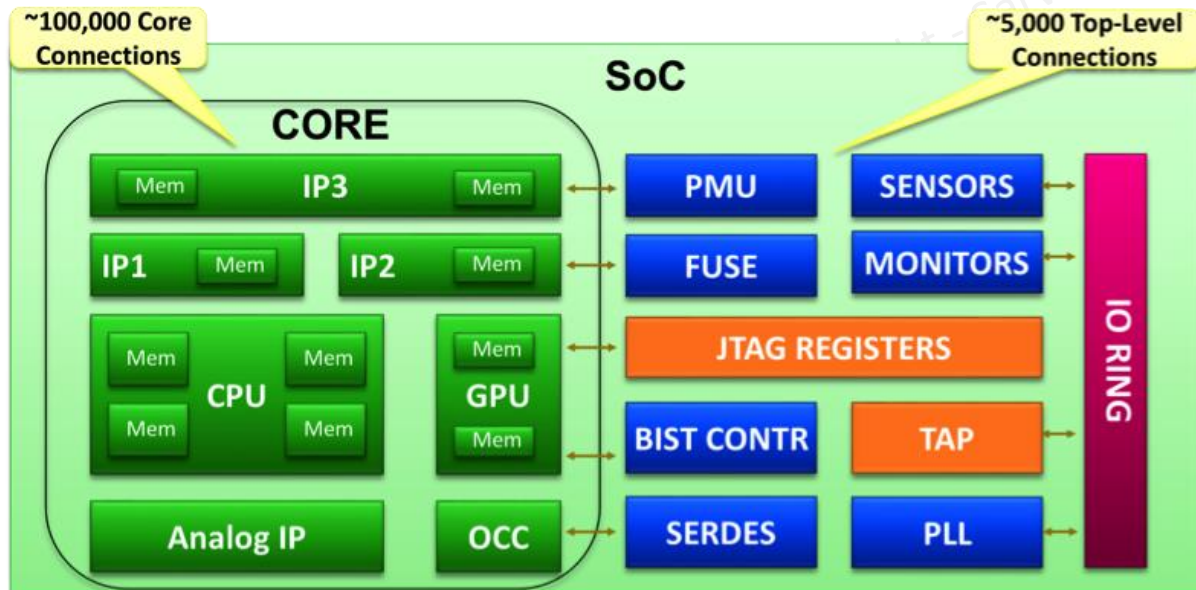 ~100,000 Core
Connections
~5,000 Top-Level
Connections
SoC
CORE
Mem
IP3
Mem
PMU
SENSORS
IP1
Mem
IP2
Mem
FUSE
MONITORS
IO RING
Mem
Mem
CPU
Mem
Mem
Mem
GPU
Mem
JTAG REGISTERS
BIST CONTR
TAP
Analog IP
OCC
SERDES
PLL